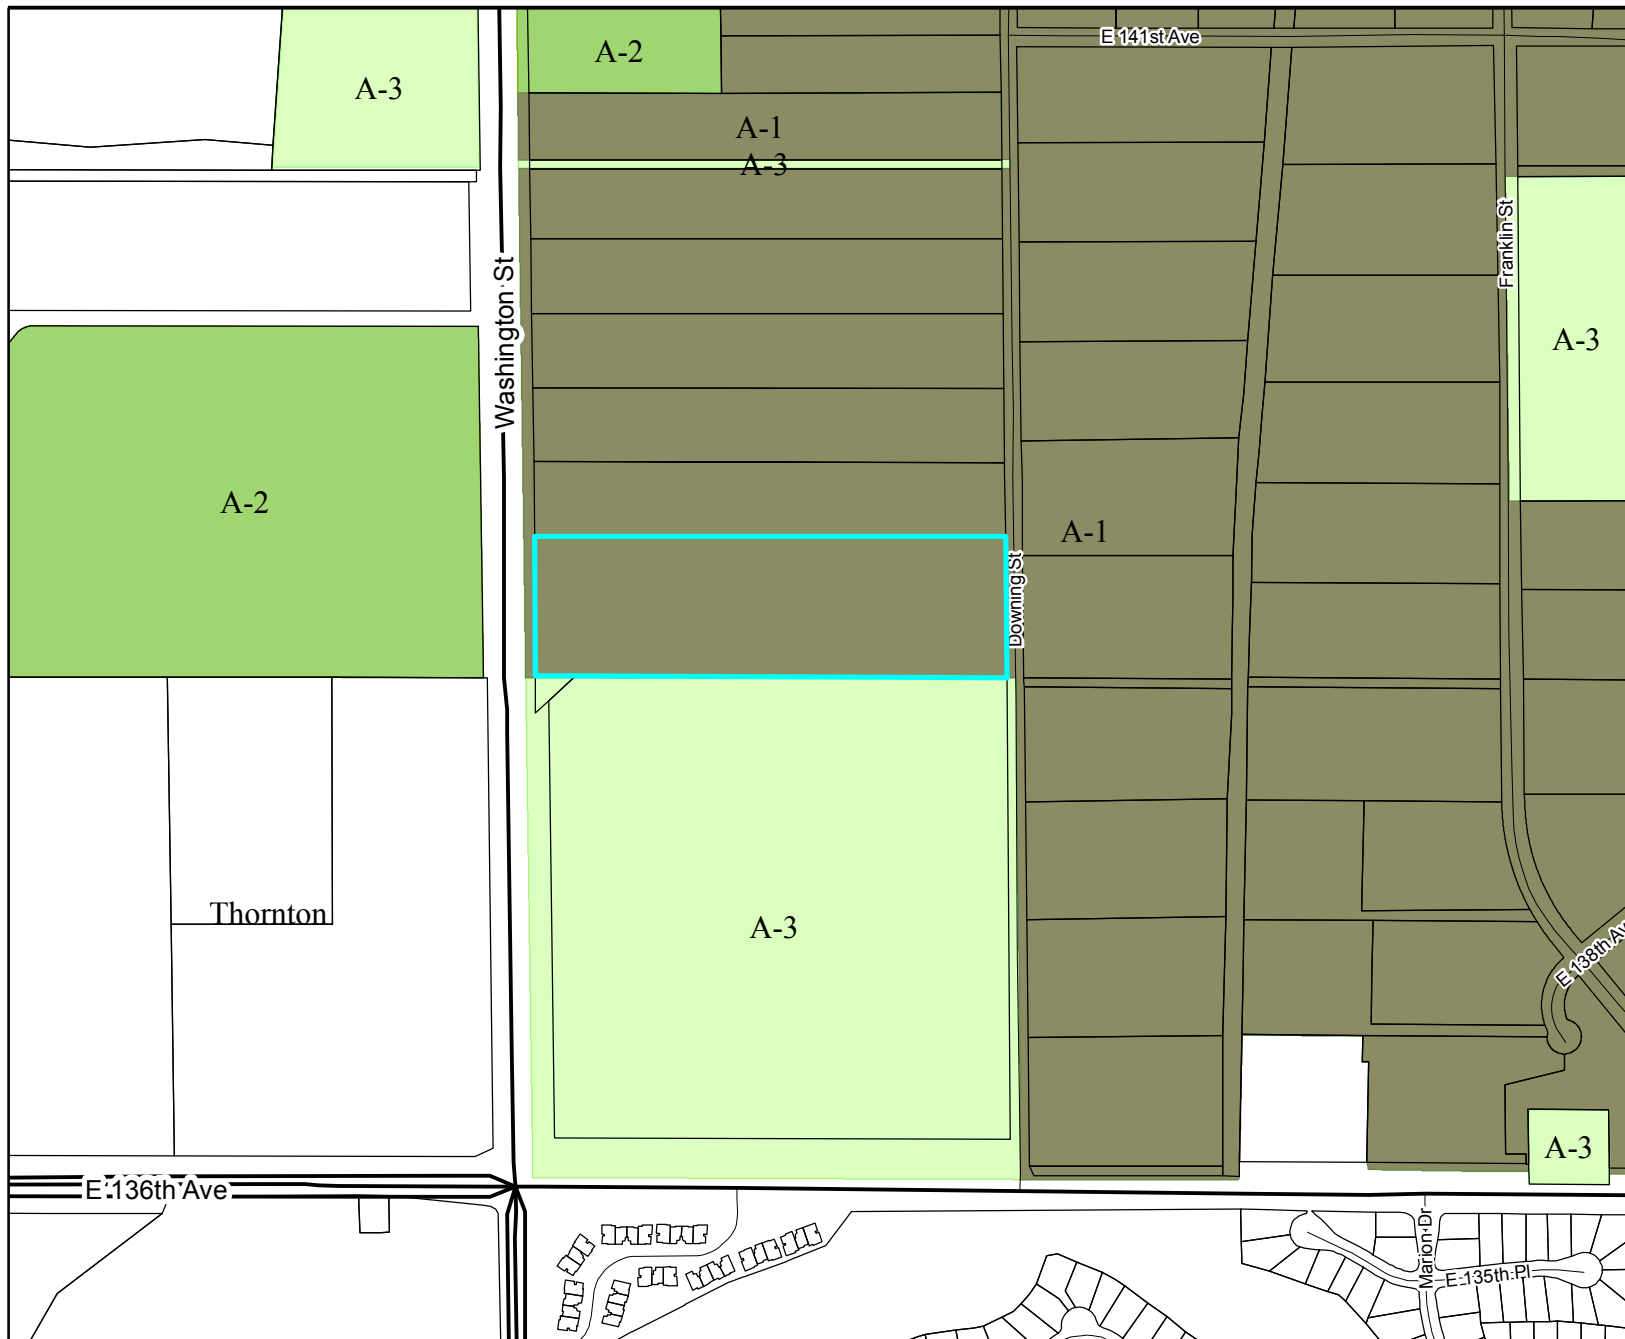 E 141st Ave
A-2
A-3
A-1
A-3
Franklin St
Washington St
A-3
A-2
A-1
Downing St
Thornton
A-3
E 138th Av
A-3
E 136th Ave
Marion Dr
E 135th Pl